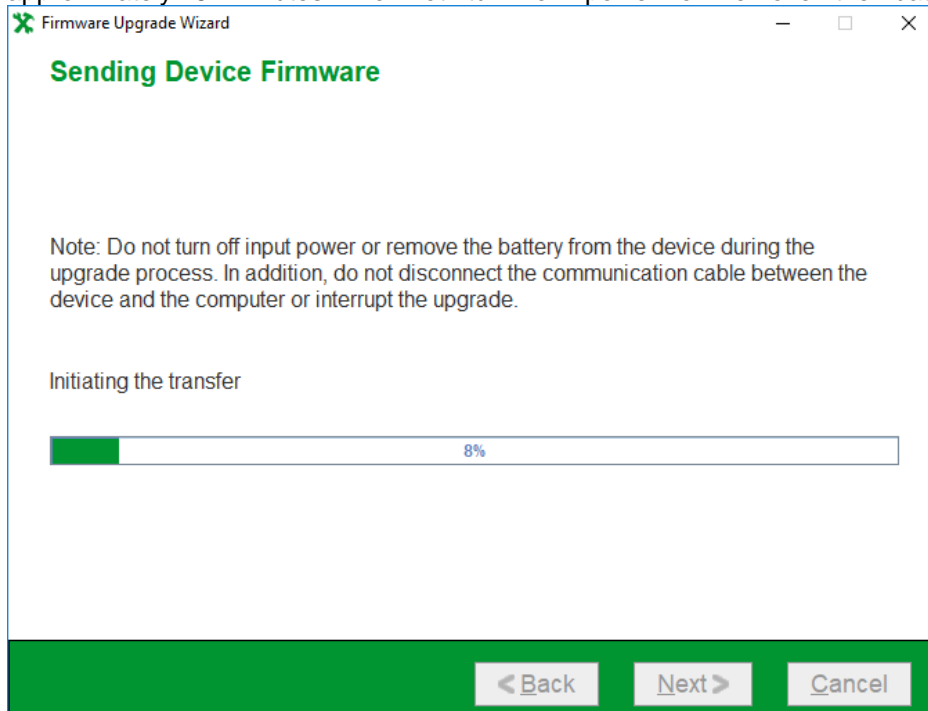 Firmware Upgrade Wizard
Sending Device Firmware
Note: Do not turn off input power or remove the battery from the device during the
upgrade process. In addition, do not disconnect the communication cable between the
device and the computer or interrupt the upgrade.
Initiating the transfer
8%
< Back Next > Cancel